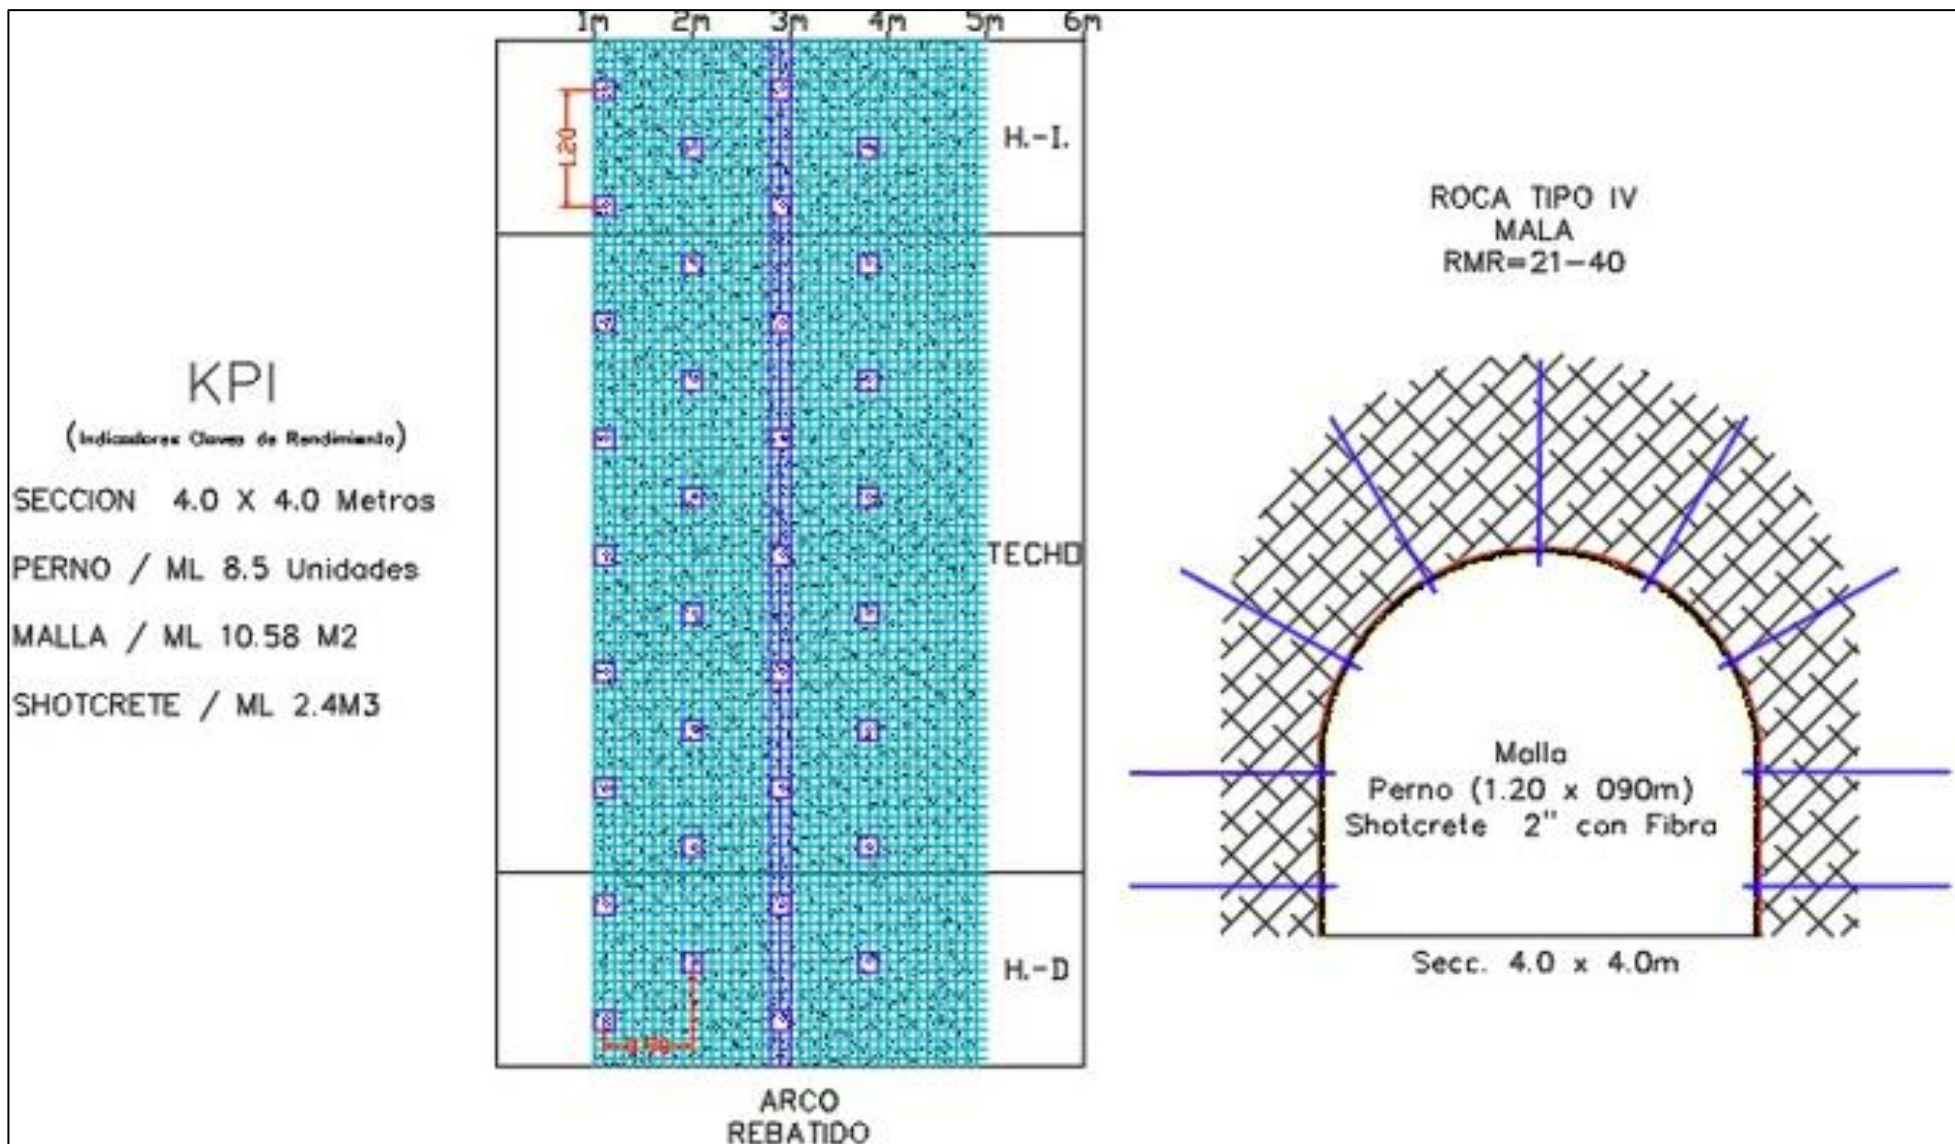 1m 2m 3m 4m 5m 6m
1.20
H.-I.
TECHO
H.-D
0.90
ARCO
REBATIDO
KPI
(Indicadores Claves de Rendimiento)
SECCION 4.0 X 4.0 Metros
PERNO / ML 8.5 Unidades
MALLA / ML 10.58 M2
SHOTCRETE / ML 2.4M3
ROCA TIPO IV
MALA
RMR=21-40
Malla
Perno (1.20 x 090m)
Shotcrete 2" con Fibra
Secc. 4.0 x 4.0m